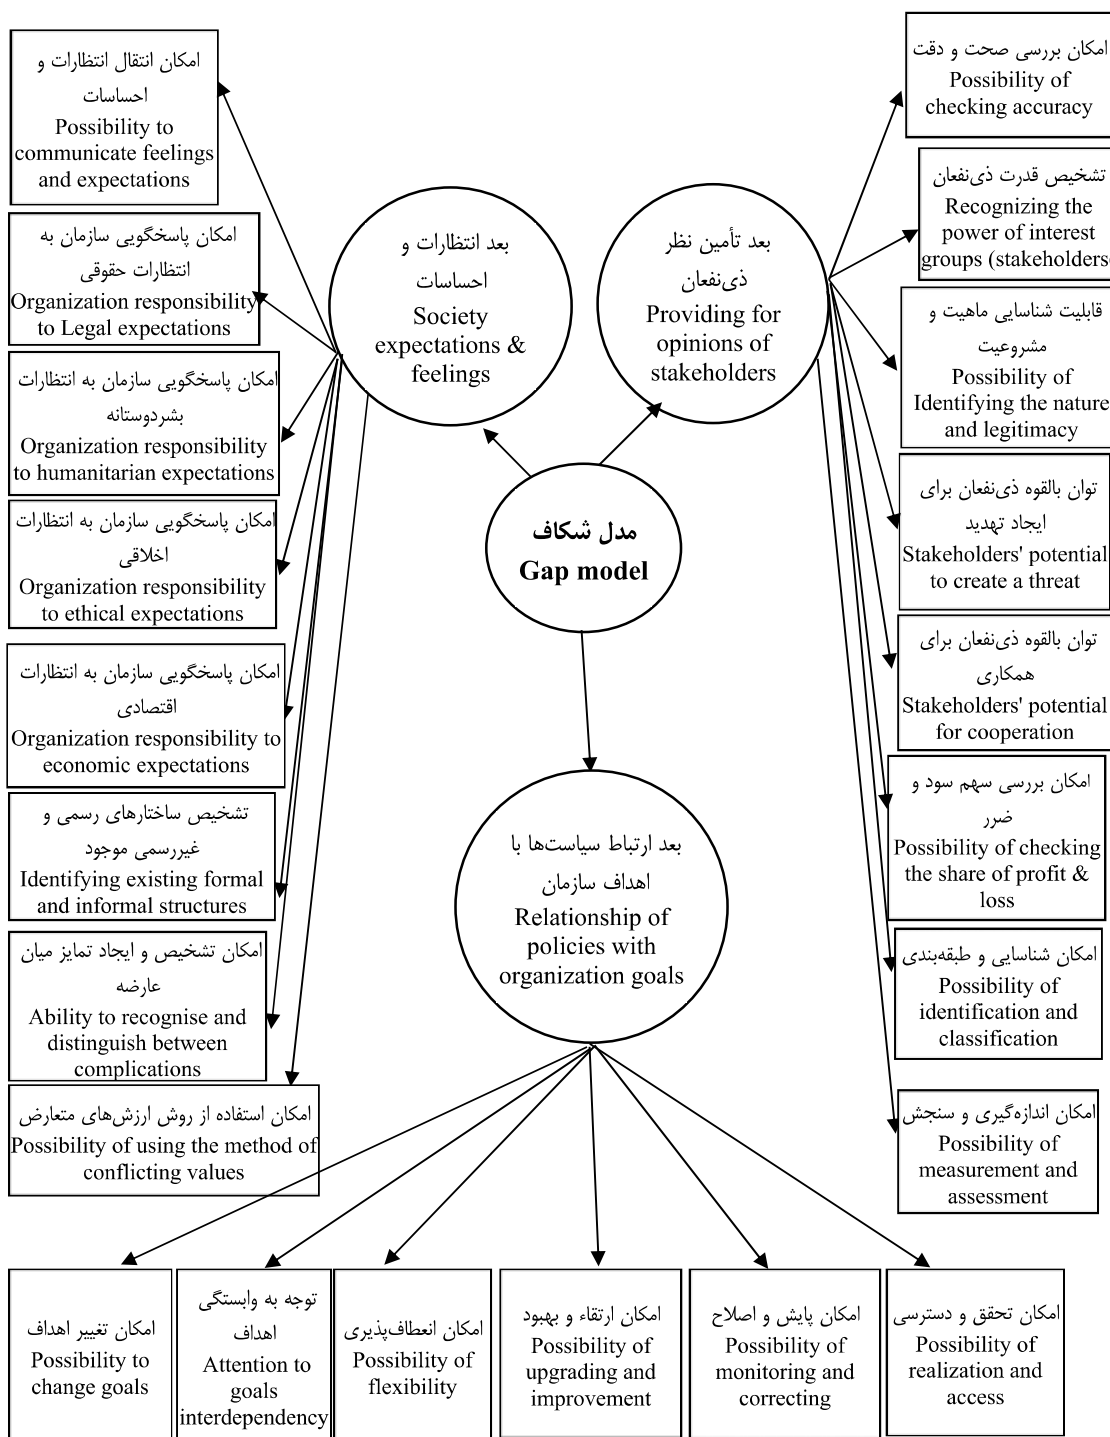 امکان انتقال انتظارات و
احساسات
Possibility to
communicate feelings
and expectations
امکان پاسخگویی سازمان به
انتظارات حقوقی
Organization responsibility
to Legal expectations
امکان پاسخگویی سازمان به انتظارات
بشردوستانه
Organization responsibility
to humanitarian expectations
امکان پاسخگویی سازمان به انتظارات
اخلاقی
Organization responsibility
to ethical expectations
امکان پاسخگویی سازمان به انتظارات
اقتصادی
Organization responsibility to
economic expectations
تشخیص ساختارهای رسمی و
غیررسمی موجود
Identifying existing formal
and informal structures
امکان تشخیص و ایجاد تمایز میان
عارضه
Ability to recognise and
distinguish between
complications
امکان استفاده از روش ارزش‌های متعارض
Possibility of using the method of
conflicting values
بعد انتظارات و
احساسات
Society
expectations &
feelings
بعد تأمین نظر
ذی‌نفعان
Providing for
opinions of
stakeholders
مدل شکاف
Gap model
بعد ارتباط سیاست‌ها با
اهداف سازمان
Relationship of
policies with
organization goals
امکان بررسی صحت و دقت
Possibility of
checking accuracy
تشخیص قدرت ذی‌نفعان
Recognizing the
power of interest
groups (stakeholders
قابلیت شناسایی ماهیت و
مشروعیت
Possibility of
Identifying the nature
and legitimacy
توان بالقوه ذی‌نفعان برای
ایجاد تهدید
Stakeholders' potential
to create a threat
توان بالقوه ذی‌نفعان برای
همکاری
Stakeholders' potential
for cooperation
امکان بررسی سهم سود و
ضرر
Possibility of checking
the share of profit &
loss
امکان شناسایی و طبقه‌بندی
Possibility of
identification and
classification
امکان اندازه‌گیری و سنجش
Possibility of
measurement and
assessment
امکان تغییر اهداف
Possibility to
change goals
توجه به وابستگی
اهداف
Attention to
goals
interdependency
امکان انعطاف‌پذیری
Possibility of
flexibility
امکان ارتقاء و بهبود
Possibility of
upgrading and
improvement
امکان پایش و اصلاح
Possibility of
monitoring and
correcting
امکان تحقق و دسترسی
Possibility of
realization and
access